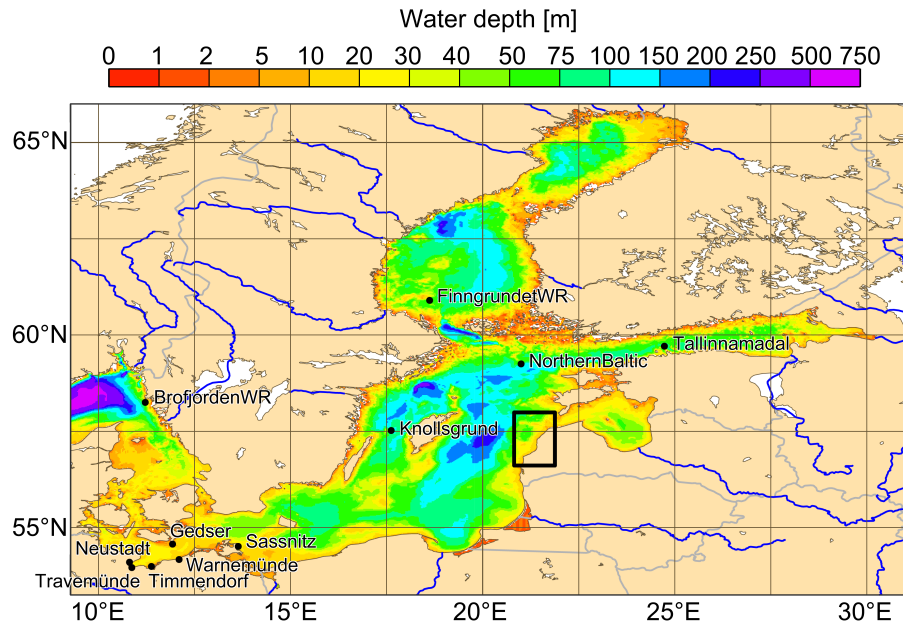 Water depth [m]
0 1 2 5 10 20 30 40 50 75 100 150 200 250 500 750
65°N
FinngrundetWR
60°N
Tallinnamadal
NorthernBaltic
BrofjordenWR
Knollsgrund
55°N
Gedser
Sassnitz
Neustadt
Warnemünde
Travemünde Timmendorf
10°E 15°E 20°E 25°E 30°E